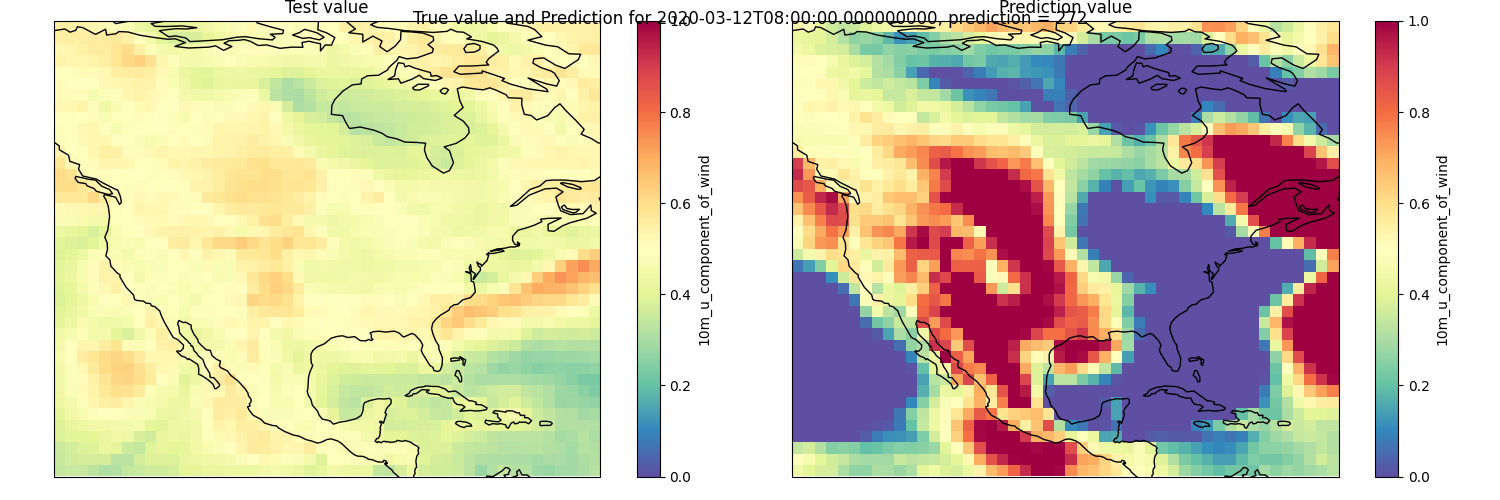 True value and Prediction for 2020-03-12T08:00:00.000000000, prediction = 272
Test value
Prediction value
1.0
0.8
0.6
0.4
0.2
0.0
10m_u_component_of_wind
1.0
0.8
0.6
0.4
0.2
0.0
10m_u_component_of_wind